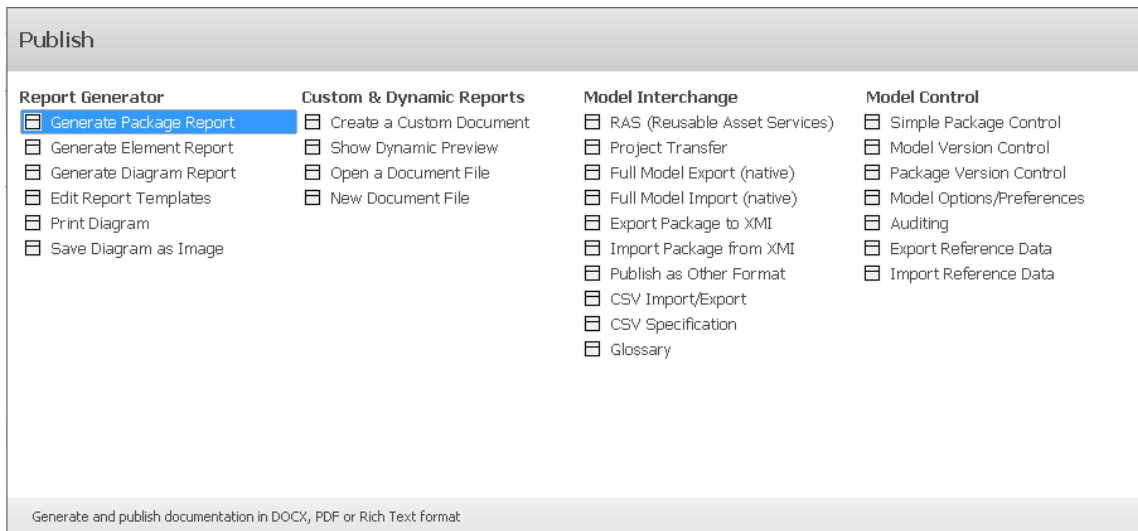 Publish
Report Generator
Generate Package Report
Generate Element Report
Generate Diagram Report
Edit Report Templates
Print Diagram
Save Diagram as Image
Custom & Dynamic Reports
Create a Custom Document
Show Dynamic Preview
Open a Document File
New Document File
Model Interchange
RAS (Reusable Asset Services)
Project Transfer
Full Model Export (native)
Full Model Import (native)
Export Package to XMI
Import Package from XMI
Publish as Other Format
CSV Import/Export
CSV Specification
Glossary
Model Control
Simple Package Control
Model Version Control
Package Version Control
Model Options/Preferences
Auditing
Export Reference Data
Import Reference Data
Generate and publish documentation in DOCX, PDF or Rich Text format